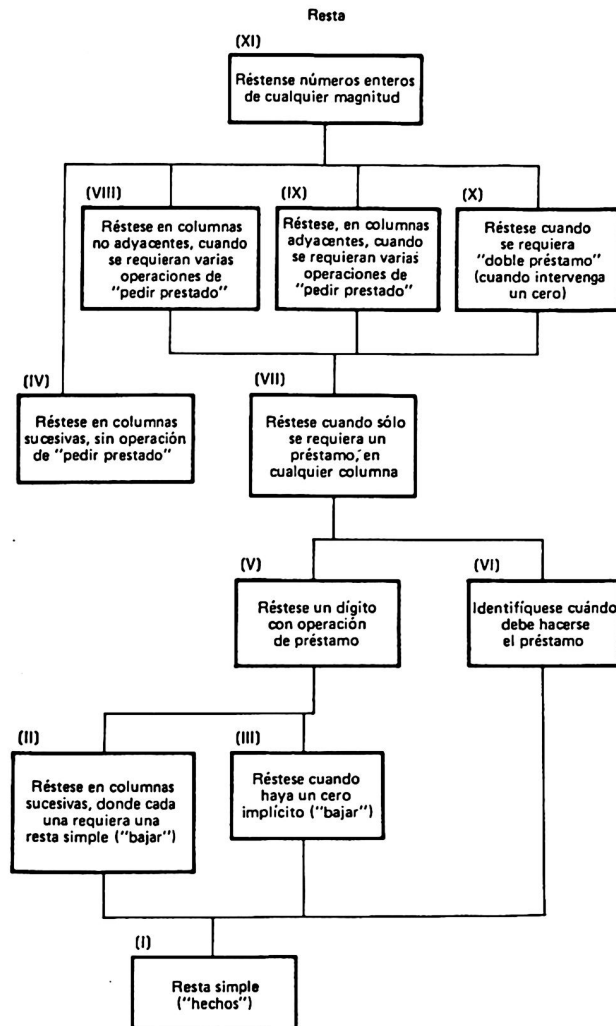 Resta
(XI)
Réstense números enteros
de cualquier magnitud
(VIII)
Réstese en columnas
no adyacentes, cuando
se requieran varias
operaciones de
"pedir prestado"
(IX)
Réstese, en columnas
adyacentes, cuando
se requieran varias
operaciones de
"pedir prestado"
(X)
Réstese cuando
se requiera
"doble préstamo"
(cuando intervenga
un cero)
(IV)
Réstese en columnas
sucesivas, sin operación
de "pedir prestado"
(VII)
Réstese cuando sólo
se requiera un
préstamo, en
cualquier columna
(V)
Réstese un dígito
con operación
de préstamo
(VI)
Identifíquese cuándo
debe hacerse
el préstamo
(II)
Réstese en columnas
sucesivas, donde cada
una requiera una
resta simple ("bajar")
(III)
Réstese cuando
haya un cero
implícito ("bajar")
(I)
Resta simple
("hechos")